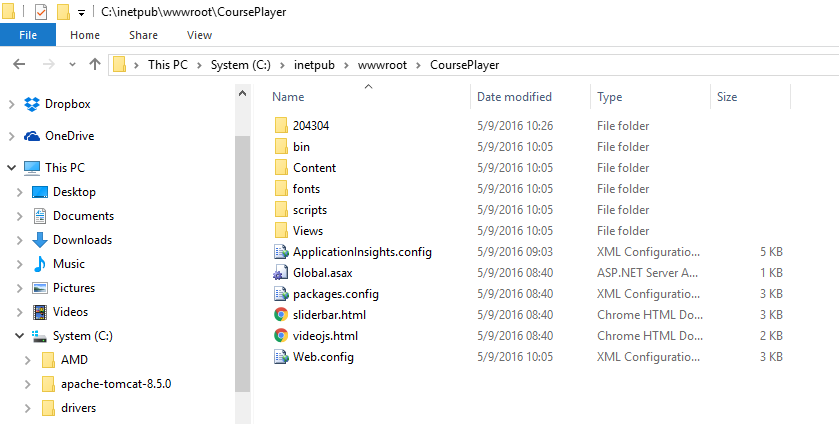 C:\inetpub\wwwroot\CoursePlayer
File Home Share View
This PC System (C:) inetpub wwwroot CoursePlayer
Dropbox
OneDrive
This PC
Desktop
Documents
Downloads
Music
Pictures
Videos
System (C:)
AMD
apache-tomcat-8.5.0
drivers
Name Date modified Type Size
204304 5/9/2016 10:26 File folder
bin 5/9/2016 10:05 File folder
Content 5/9/2016 10:05 File folder
fonts 5/9/2016 10:05 File folder
scripts 5/9/2016 10:05 File folder
Views 5/9/2016 10:05 File folder
ApplicationInsights.config 5/9/2016 09:03 XML Configuratio... 5 KB
Global.asax 5/9/2016 08:40 ASP.NET Server A... 1 KB
packages.config 5/9/2016 08:40 XML Configuratio... 3 KB
sliderbar.html 5/9/2016 08:40 Chrome HTML Do... 3 KB
videojs.html 5/9/2016 08:40 Chrome HTML Do... 2 KB
Web.config 5/9/2016 10:05 XML Configuratio... 3 KB